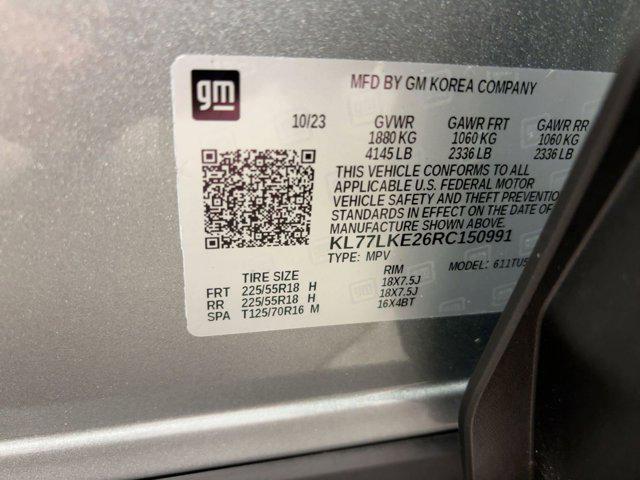 gm
MFD BY GM KOREA COMPANY
10/23 GVWR GAWR FRT GAWR RR
1880 KG 1060 KG 1060 KG
4145 LB 2336 LB 2336 LB
THIS VEHICLE CONFORMS TO ALL
APPLICABLE U.S. FEDERAL MOTOR
VEHICLE SAFETY AND THEFT PREVENTION
STANDARDS IN EFFECT ON THE DATE OF
MANUFACTURE SHOWN ABOVE.
KL77LKE26RC150991
TYPE: MPV MODEL: 611TU5
TIRE SIZE RIM
FRT 225/55R18 H 18X7.5J
RR 225/55R18 H 18X7.5J
SPA T125/70R16 M 16X4BT